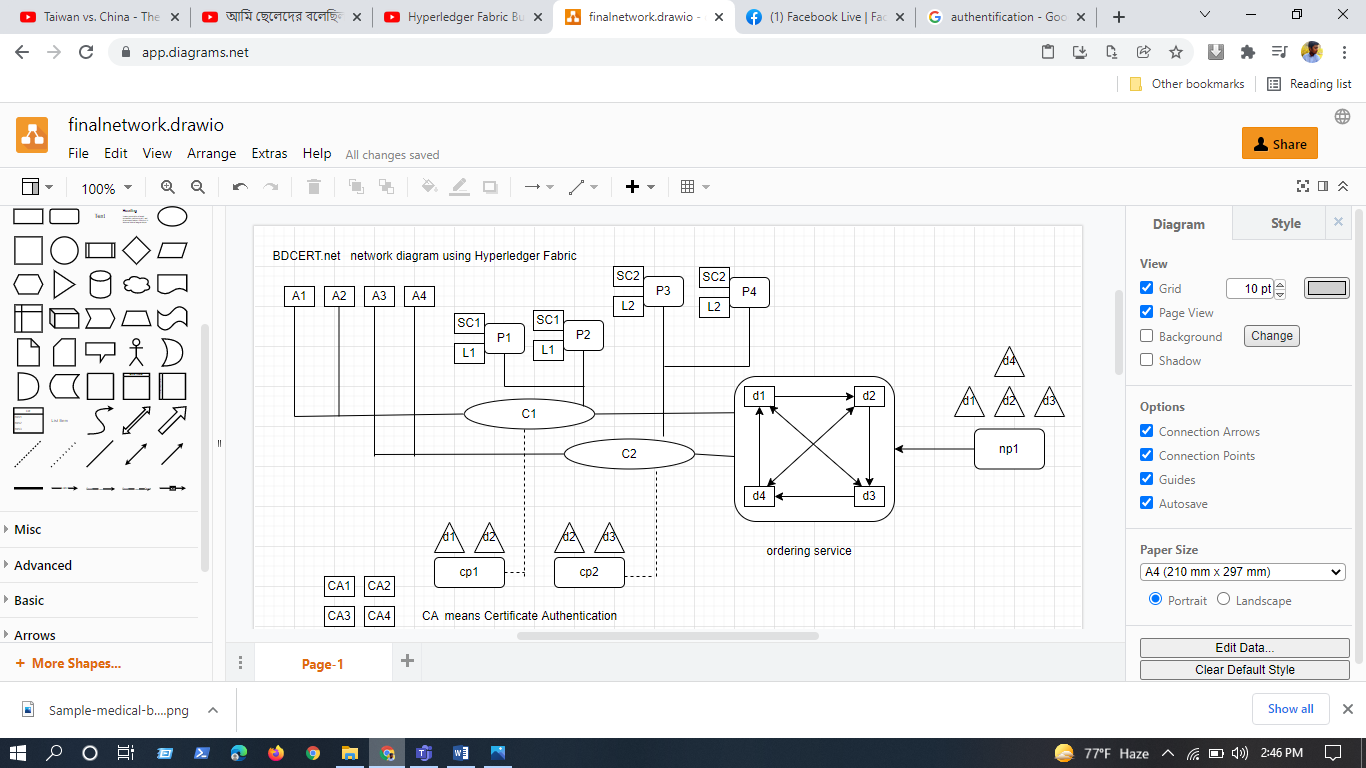 Taiwan vs. China - The
আমি ছেলেদের বলেছি
Hyperledger Fabric Bu
finalnetwork.drawio -
(1) Facebook Live | Fac
authentification - Goo
app.diagrams.net
Other bookmarks
Reading list
finalnetwork.drawio
File Edit View Arrange Extras Help All changes saved
Share
100%
Text
Heading
Misc
Advanced
Basic
Arrows
+ More Shapes...
BDCERT.net network diagram using Hyperledger Fabric
A1 A2 A3 A4
SC1 P1 L1
SC1 P2 L1
SC2 P3 L2
SC2 P4 L2
C1
C2
d1 d2
d4 d3
ordering service
d4
d1 d2 d3
np1
d1 d2
cp1
d2 d3
cp2
CA1 CA2
CA3 CA4
CA means Certificate Authentication
Page-1
Diagram Style
View
Grid 10 pt
Page View
Background Change
Shadow
Options
Connection Arrows
Connection Points
Guides
Autosave
Paper Size
A4 (210 mm x 297 mm)
Portrait Landscape
Edit Data...
Clear Default Style
Sample-medical-b....png
Show all
77°F Haze
2:46 PM